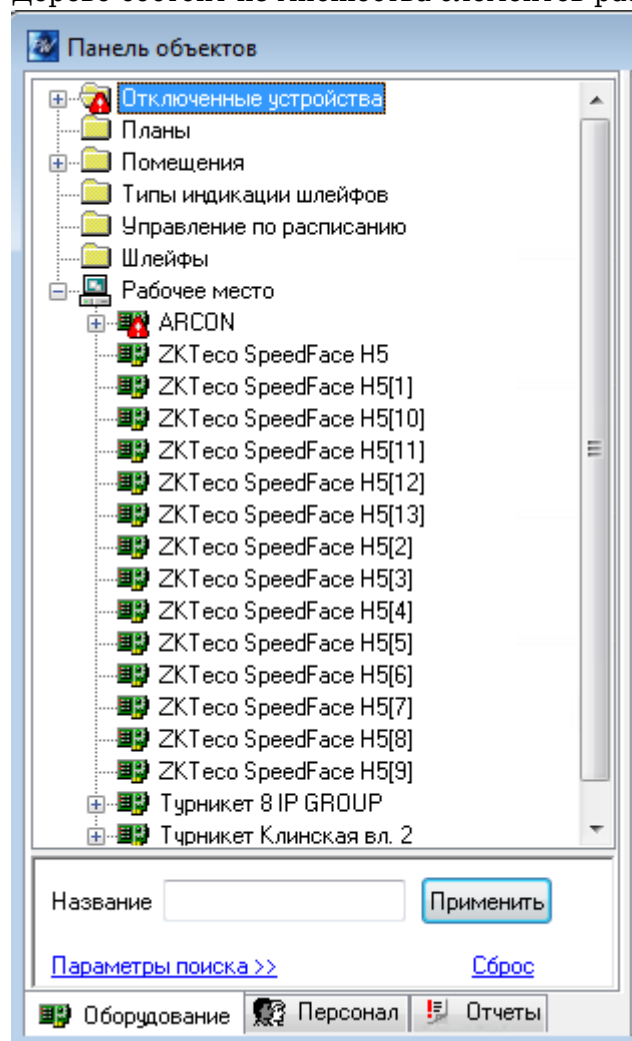 Панель объектов
Отключенные устройства
Планы
Помещения
Типы индикации шлейфов
Управление по расписанию
Шлейфы
Рабочее место
ARCON
ZKTeco SpeedFace H5
ZKTeco SpeedFace H5[1]
ZKTeco SpeedFace H5[10]
ZKTeco SpeedFace H5[11]
ZKTeco SpeedFace H5[12]
ZKTeco SpeedFace H5[13]
ZKTeco SpeedFace H5[2]
ZKTeco SpeedFace H5[3]
ZKTeco SpeedFace H5[4]
ZKTeco SpeedFace H5[5]
ZKTeco SpeedFace H5[6]
ZKTeco SpeedFace H5[7]
ZKTeco SpeedFace H5[8]
ZKTeco SpeedFace H5[9]
Турникет 8 IP GROUP
Турникет Клинская вл. 2
Название Применить
Параметры поиска >> Сброс
Оборудование Персонал Отчеты